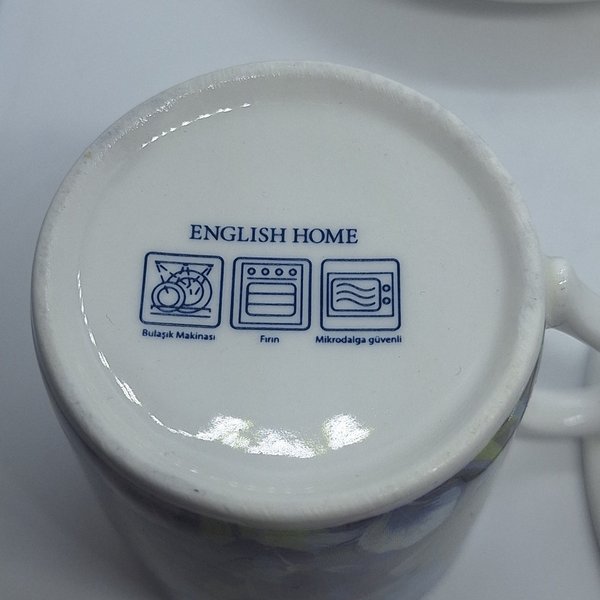 ENGLISH HOME
Bulaşık Makinası Fırın Mikrodalga güvenli